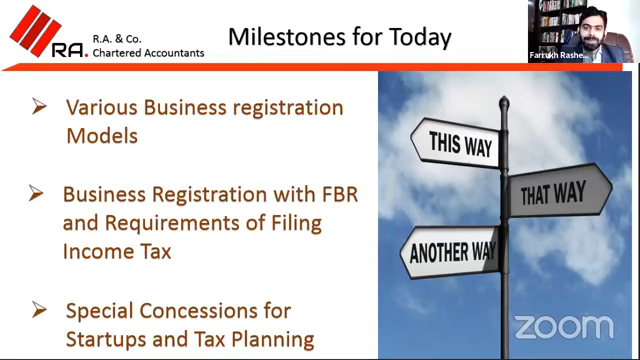 RA.
R.A. & Co.
Chartered Accountants
Milestones for Today
Farrukh Rashe...
Various Business registration
Models
Business Registration with FBR
and Requirements of Filing
Income Tax
Special Concessions for
Startups and Tax Planning
THIS WAY
THAT WAY
ANOTHER WAY
zoom